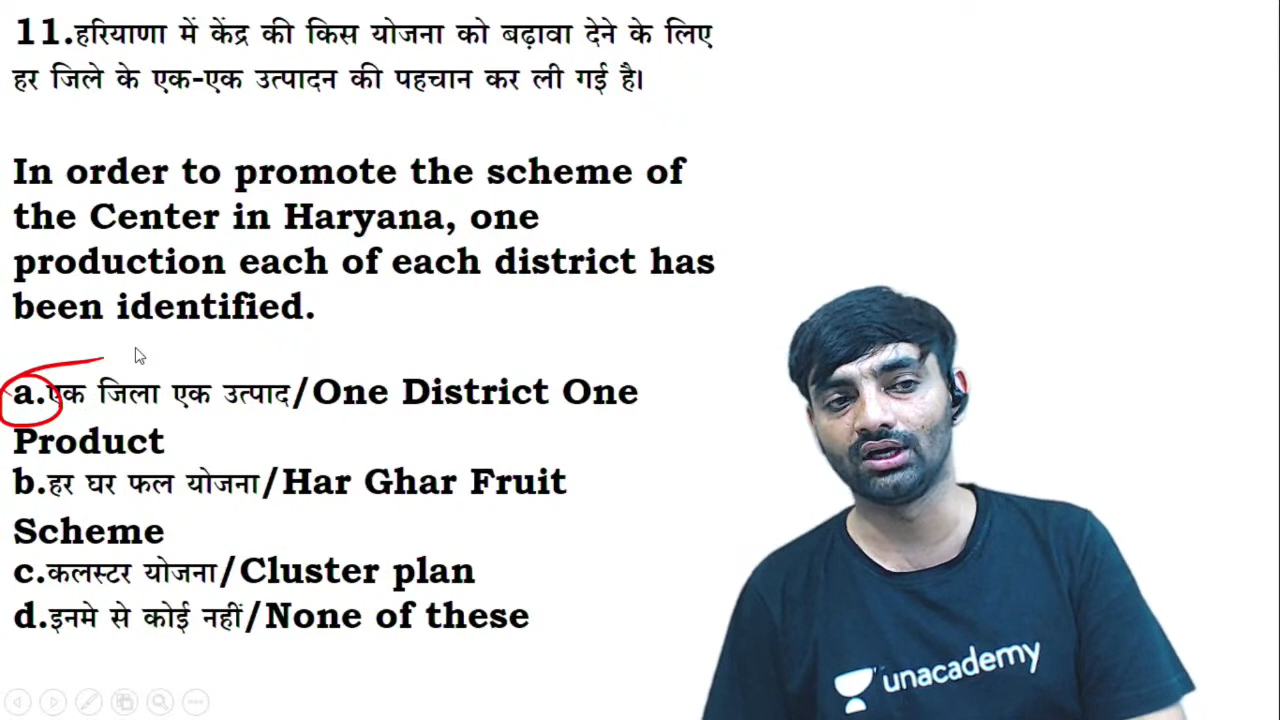 11.हरियाणा में केंद्र की किस योजना को बढ़ावा देने के लिए
हर जिले के एक-एक उत्पादन की पहचान कर ली गई है।
In order to promote the scheme of
the Center in Haryana, one
production each of each district has
been identified.
a.एक जिला एक उत्पाद/One District One
Product
b.हर घर फल योजना/Har Ghar Fruit
Scheme
c.कलस्टर योजना/Cluster plan
d.इनमे से कोई नहीं/None of these
unacademy